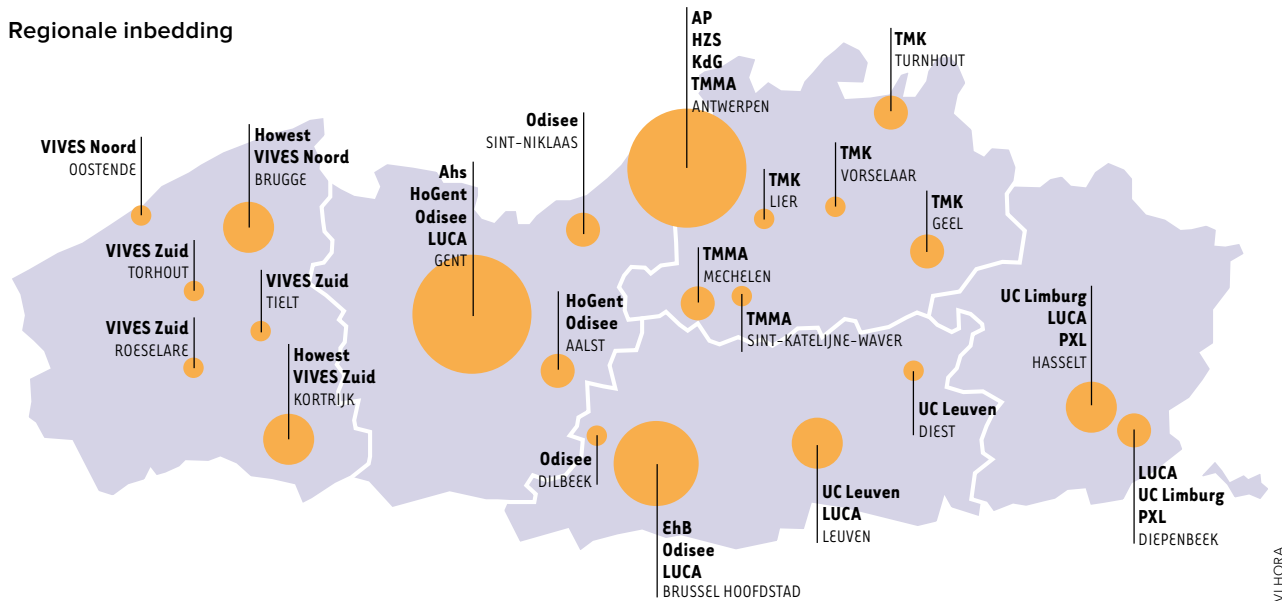 Regionale inbedding
VIVES Noord
OOSTENDE
Howest
VIVES Noord
BRUGGE
VIVES Zuid
TORHOUT
VIVES Zuid
TIELT
VIVES Zuid
ROESELARE
Howest
VIVES Zuid
KORTRIJK
Ahs
HoGent
Odisee
LUCA
GENT
Odisee
SINT-NIKLAAS
HoGent
Odisee
AALST
AP
HZS
KdG
TMMA
ANTWERPEN
TMK
TURNHOUT
TMK
LIER
TMK
VORSELAAR
TMK
GEEL
TMMA
MECHELEN
TMMA
SINT-KATELIJNE-WAVER
Odisee
DILBEEK
EhB
Odisee
LUCA
BRUSSEL HOOFDSTAD
UC Leuven
LUCA
LEUVEN
UC Leuven
DIEST
UC Limburg
LUCA
PXL
HASSELT
LUCA
UC Limburg
PXL
DIEPENBEEK
VLHORA